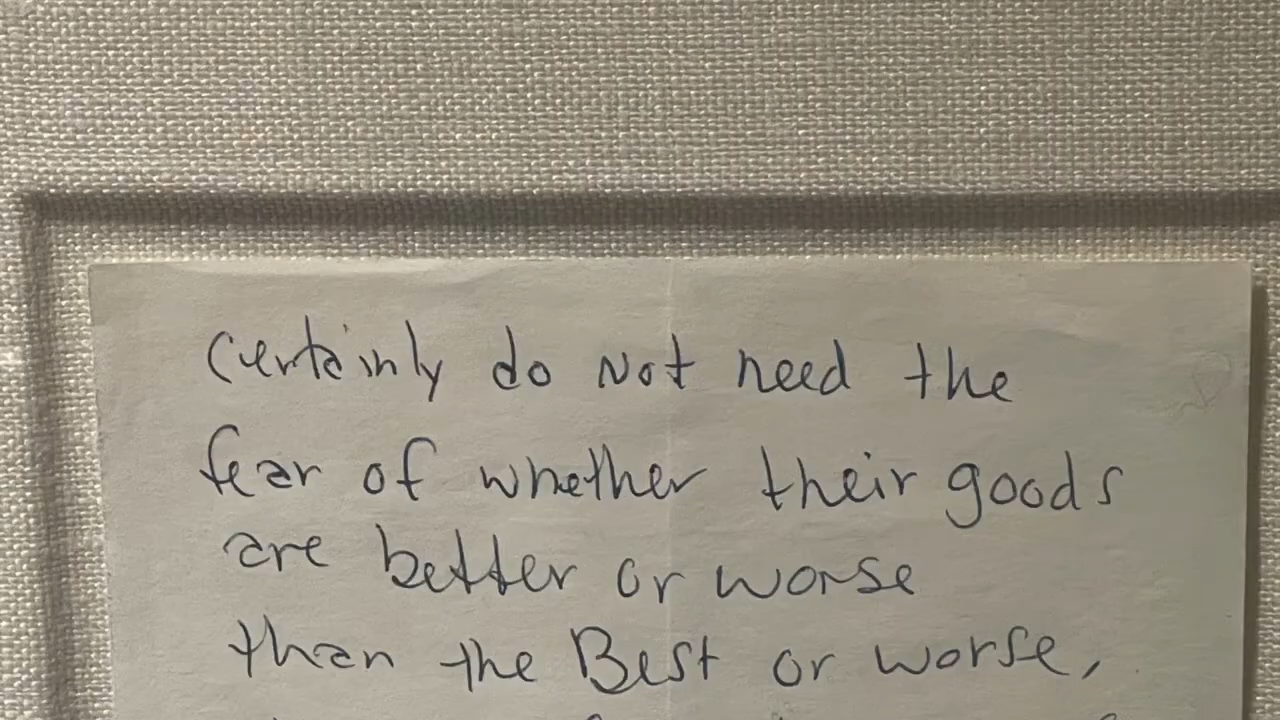 Certainly do Not need the
fear of whether their goods
are better or worse
than the Best or worse,